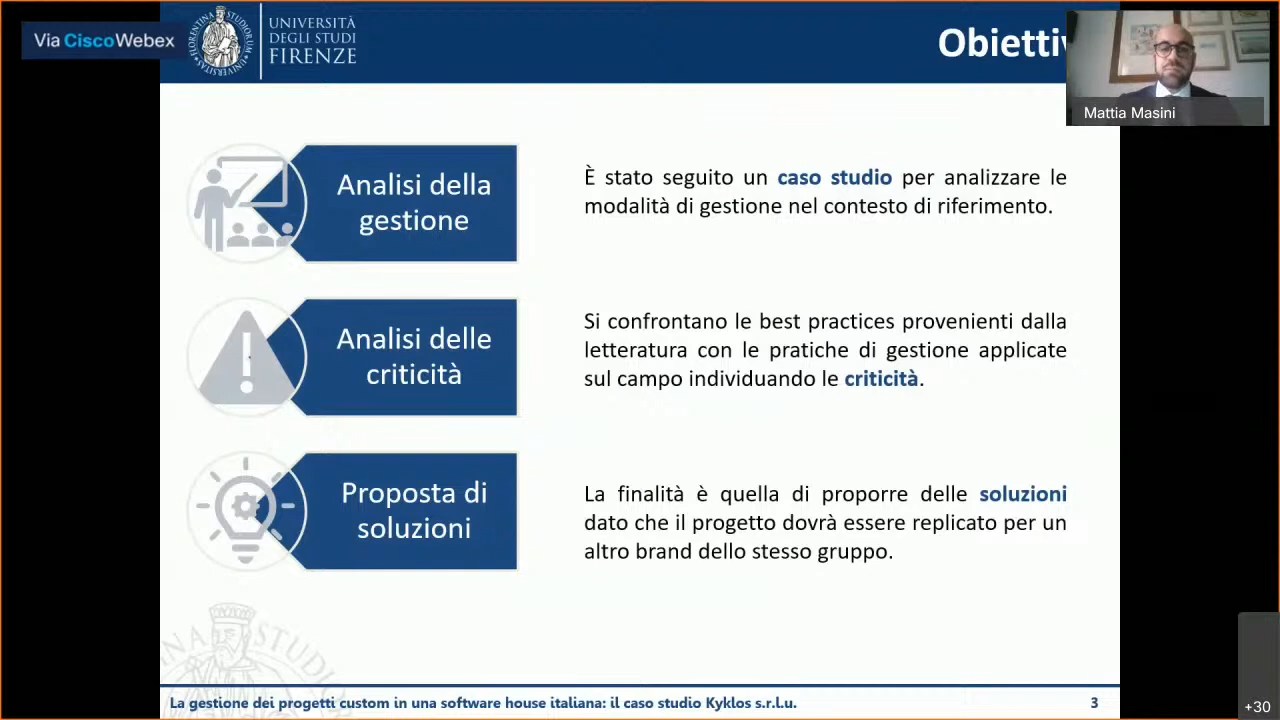 Via Cisco Webex
UNIVERSITÀ
DEGLI STUDI
FIRENZE
Mattia Masini
Analisi della
gestione
È stato seguito un caso studio per analizzare le
modalità di gestione nel contesto di riferimento.
Analisi delle
criticità
Si confrontano le best practices provenienti dalla
letteratura con le pratiche di gestione applicate
sul campo individuando le criticità.
Proposta di
soluzioni
La finalità è quella di proporre delle soluzioni
dato che il progetto dovrà essere replicato per un
altro brand dello stesso gruppo.
La gestione dei progetti custom in una software house italiana: il caso studio Kyklos s.r.l.u.
3
+30